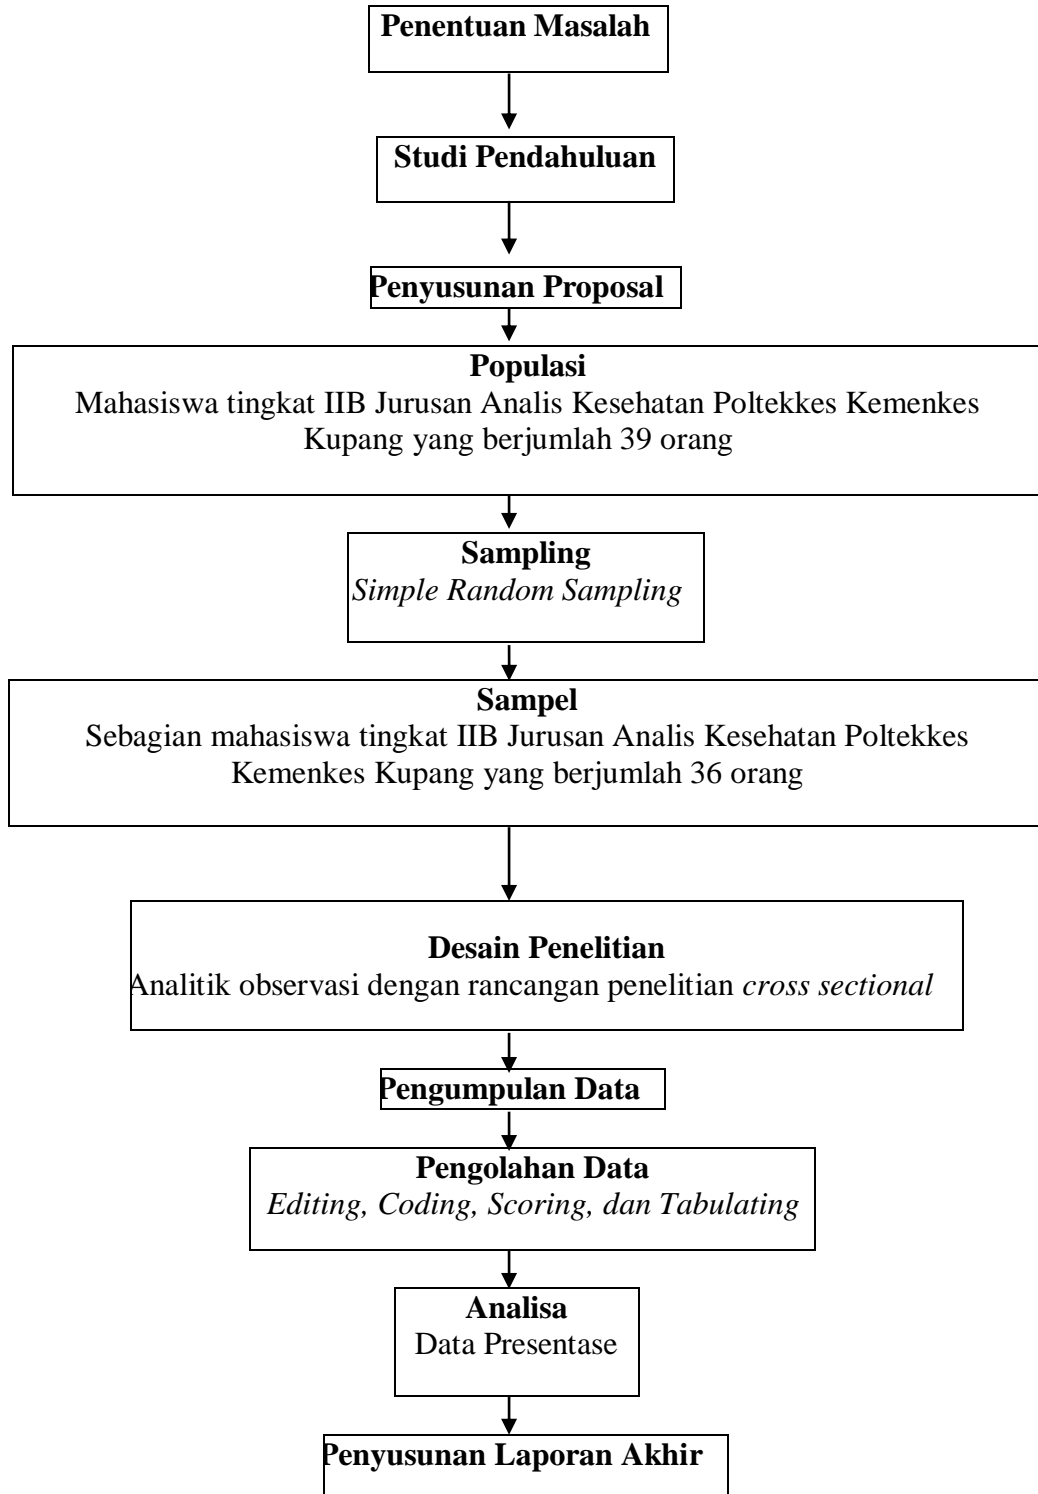 Penentuan Masalah
Studi Pendahuluan
Penyusunan Proposal
Populasi
Mahasiswa tingkat IIB Jurusan Analis Kesehatan Poltekkes Kemenkes
Kupang yang berjumlah 39 orang
Sampling
Simple Random Sampling
Sampel
Sebagian mahasiswa tingkat IIB Jurusan Analis Kesehatan Poltekkes
Kemenkes Kupang yang berjumlah 36 orang
Desain Penelitian
Analitik observasi dengan rancangan penelitian cross sectional
Pengumpulan Data
Pengolahan Data
Editing, Coding, Scoring, dan Tabulating
Analisa
Data Presentase
Penyusunan Laporan Akhir